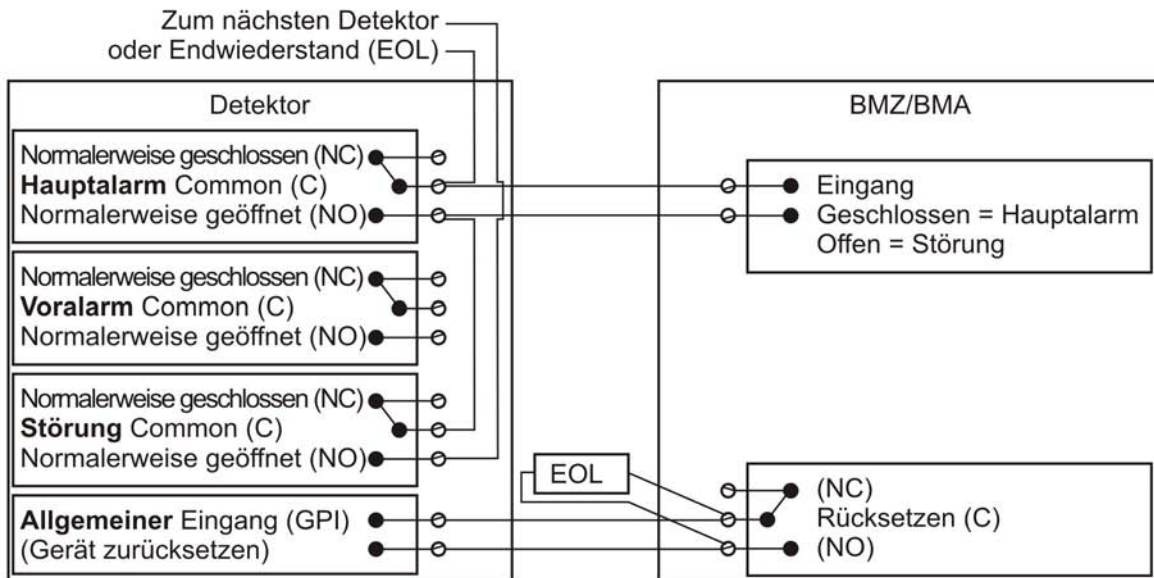 Zum nächsten Detektor
oder Endwiederstand (EOL)
Detektor
Normalerweise geschlossen (NC)
Hauptalarm Common (C)
Normalerweise geöffnet (NO)
Normalerweise geschlossen (NC)
Voralarm Common (C)
Normalerweise geöffnet (NO)
Normalerweise geschlossen (NC)
Störung Common (C)
Normalerweise geöffnet (NO)
Allgemeiner Eingang (GPI)
(Gerät zurücksetzen)
EOL
BMZ/BMA
Eingang
Geschlossen = Hauptalarm
Offen = Störung
(NC)
Rücksetzen (C)
(NO)